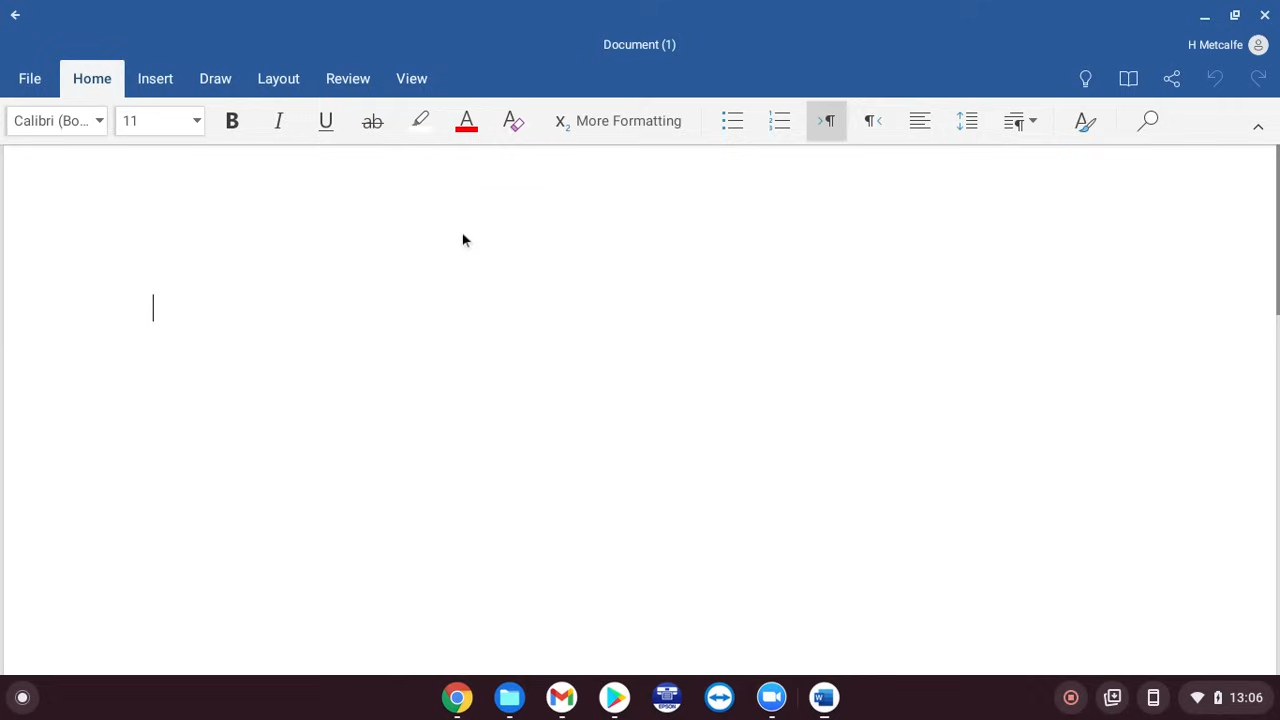 Document (1)
H Metcalfe
File Home Insert Draw Layout Review View
Calibri (Bo... 11 B I U ab A A X₂ More Formatting
EPSON W 13:06